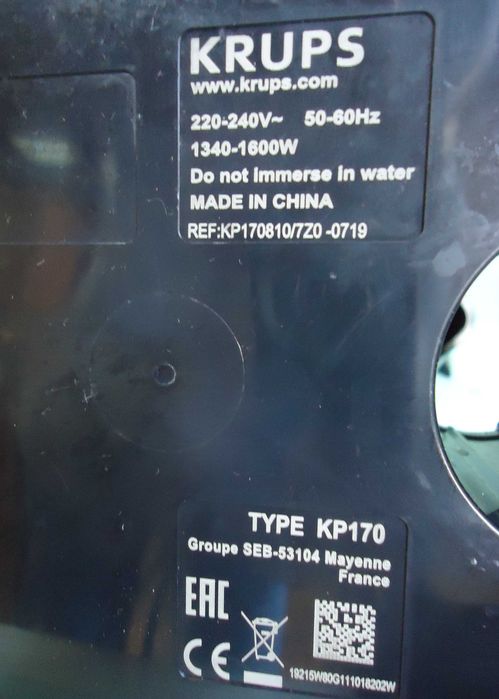 KRUPS
www.krups.com
220-240V~ 50-60Hz
1340-1600W
Do not immerse in water
MADE IN CHINA
REF:KP170810/7Z0 -0719
TYPE KP170
Groupe SEB-53104 Mayenne
France
EAC
CE
19215W80G111018202W